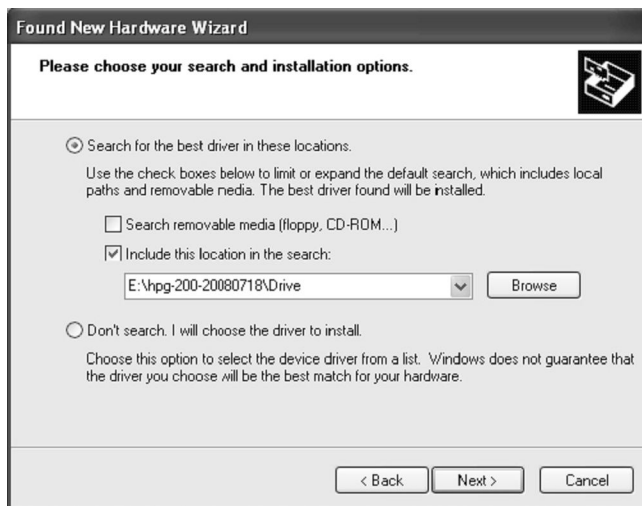 Found New Hardware Wizard
Please choose your search and installation options.
Search for the best driver in these locations.
Use the check boxes below to limit or expand the default search, which includes local
paths and removable media. The best driver found will be installed.
Search removable media (floppy, CD-ROM...)
Include this location in the search:
E:\hpg-200-20080718\Drive
Browse
Don't search. I will choose the driver to install.
Choose this option to select the device driver from a list. Windows does not guarantee that
the driver you choose will be the best match for your hardware.
< Back
Next >
Cancel